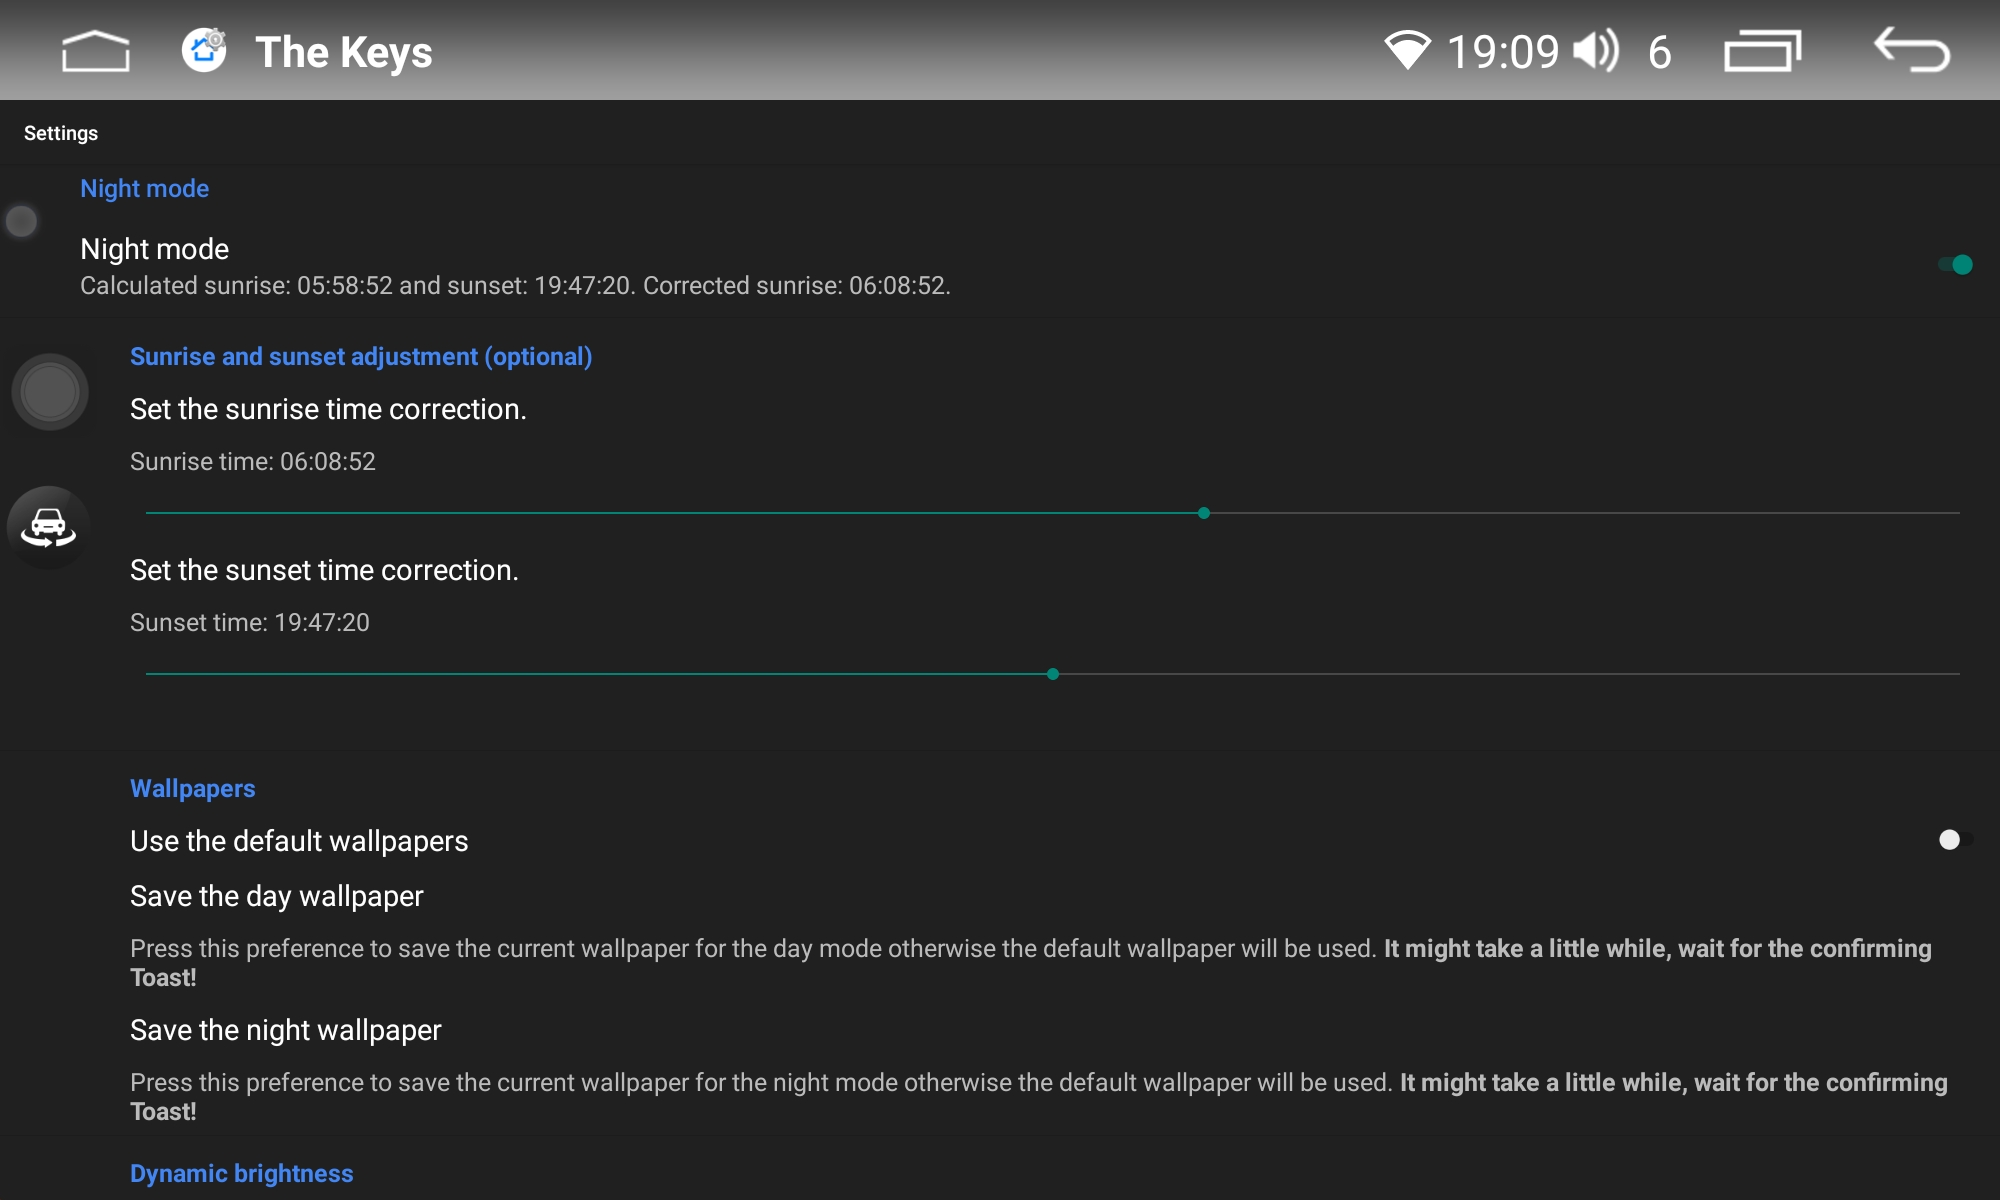 The Keys
19:09
6
Settings
Night mode
Night mode
Calculated sunrise: 05:58:52 and sunset: 19:47:20. Corrected sunrise: 06:08:52.
Sunrise and sunset adjustment (optional)
Set the sunrise time correction.
Sunrise time: 06:08:52
Set the sunset time correction.
Sunset time: 19:47:20
Wallpapers
Use the default wallpapers
Save the day wallpaper
Press this preference to save the current wallpaper for the day mode otherwise the default wallpaper will be used. It might take a little while, wait for the confirming
Toast!
Save the night wallpaper
Press this preference to save the current wallpaper for the night mode otherwise the default wallpaper will be used. It might take a little while, wait for the confirming
Toast!
Dynamic brightness